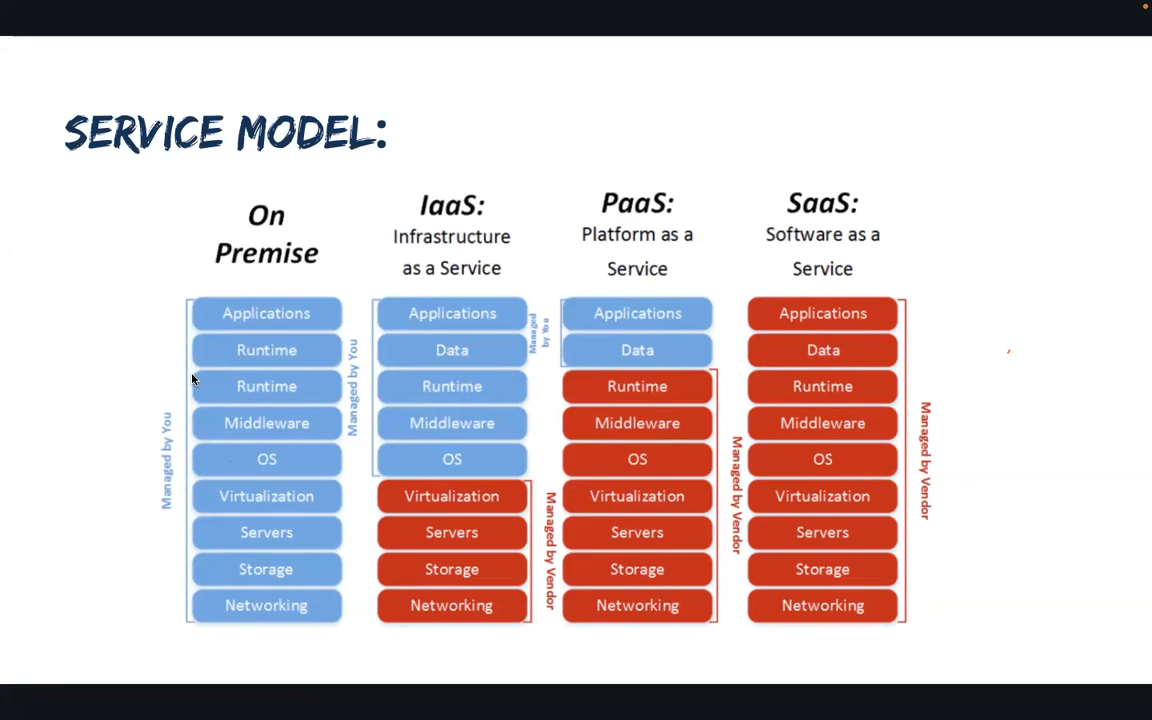 SERVICE MODEL:
On
Premise
Applications
Runtime
Runtime
Middleware
OS
Virtualization
Servers
Storage
Networking
Managed by You
IaaS:
Infrastructure
as a Service
Applications
Data
Runtime
Middleware
OS
Virtualization
Servers
Storage
Networking
Managed by You
Managed by Vendor
PaaS:
Platform as a
Service
Applications
Data
Runtime
Middleware
OS
Virtualization
Servers
Storage
Networking
Managed
by You
Managed by Vendor
SaaS:
Software as a
Service
Applications
Data
Runtime
Middleware
OS
Virtualization
Servers
Storage
Networking
Managed by Vendor